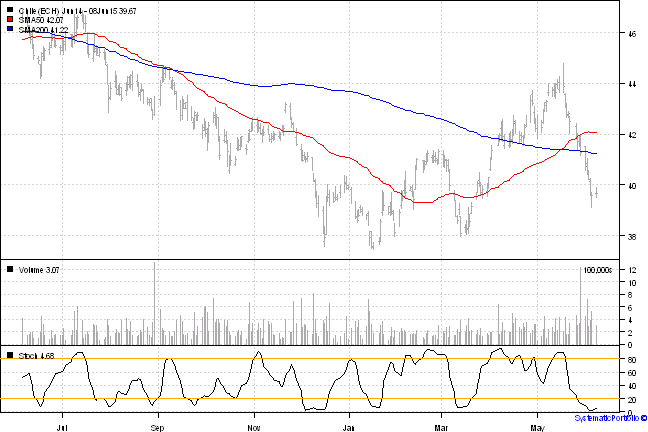 Chile (ECH) Jun14 - 08Jun15 39.67
SMA50 42.07
SMA200 41.22
46
44
42
40
38
Volume 3.07
100,000s
12
10
8
6
4
2
0
Stoch 4.68
80
60
40
20
0
Jul Sep Nov Jan Mar May
SystematicPortfolio ©